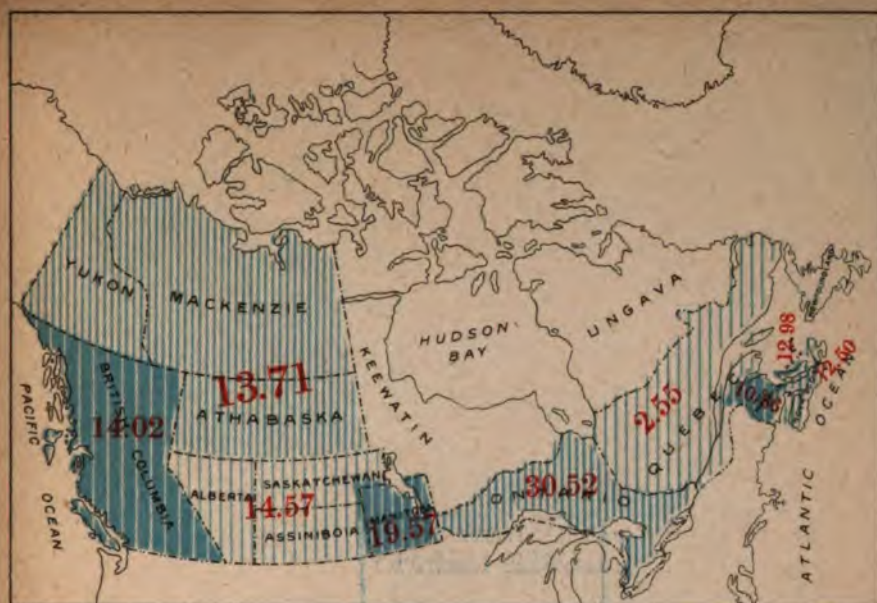 YUKON
MACKENZIE
UNGAVA
HUDSON
BAY
KEEWATIN
12.98
PACIFIC
OCEAN
BRITISH
COLUMBIA
14.02
13.71
ATHABASKA
2.55
QUEBEC
ATLANTIC
OCEAN
SASKATCHEWAN
ALBERTA
14.57
ASSINIBOIA
19.57
ONTARIO
30.52